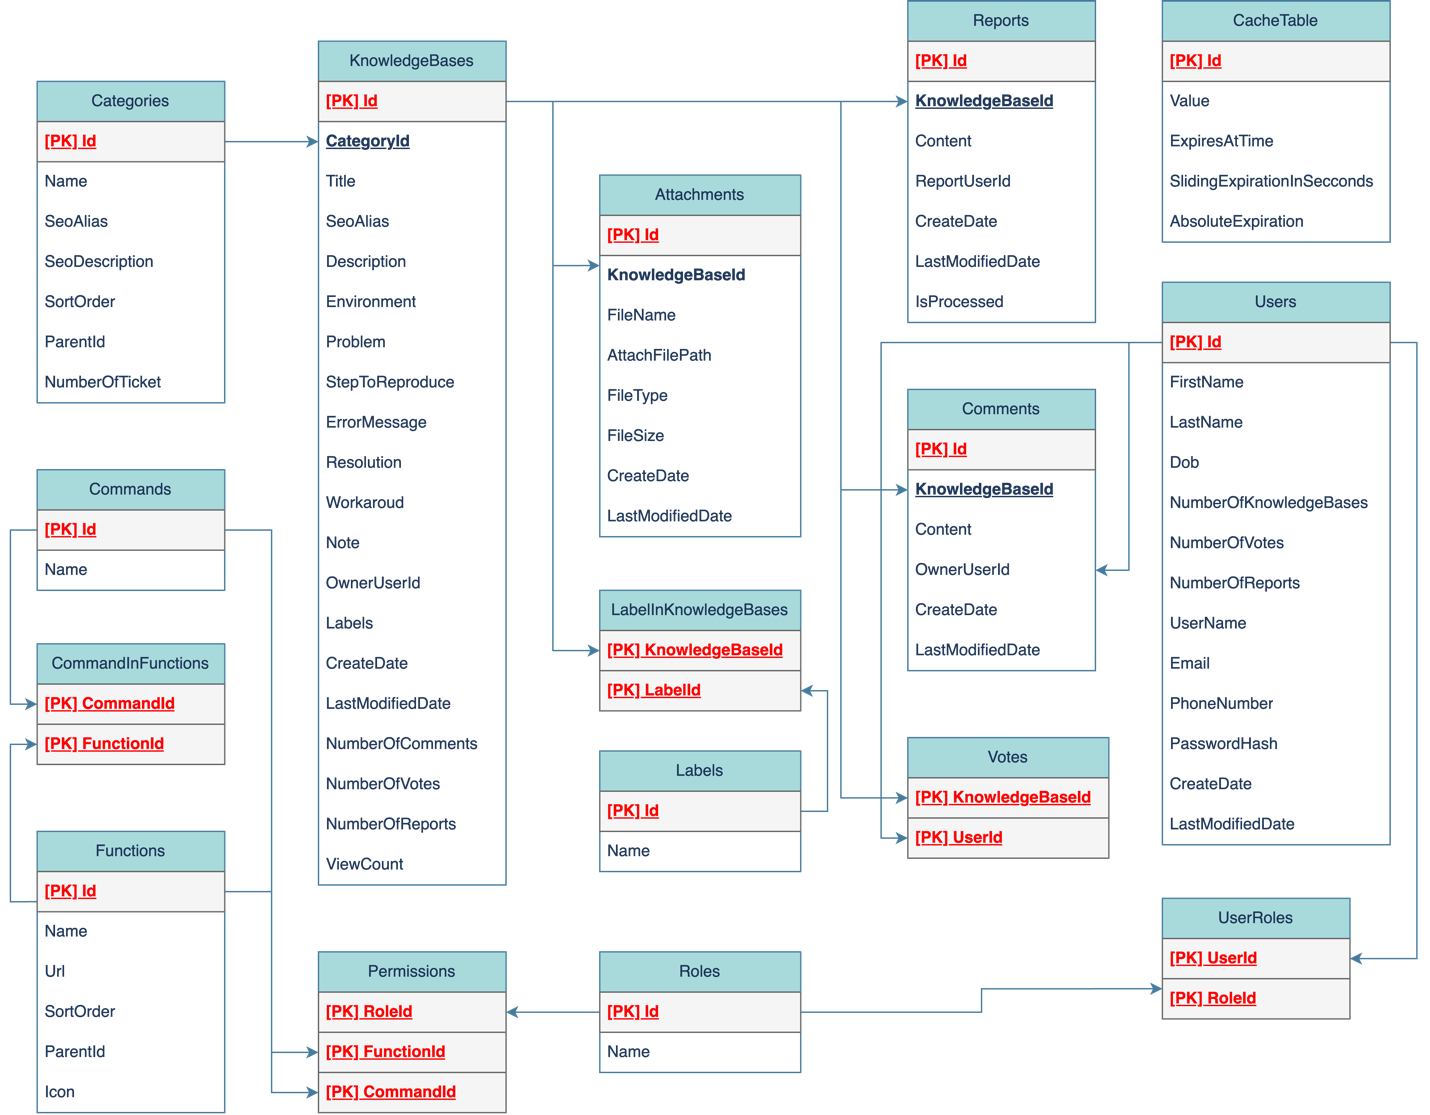 Categories
[PK] Id
Name
SeoAlias
SeoDescription
SortOrder
ParentId
NumberOfTicket
Commands
[PK] Id
Name
CommandInFunctions
[PK] CommandId
[PK] FunctionId
Functions
[PK] Id
Name
Url
SortOrder
ParentId
Icon
KnowledgeBases
[PK] Id
CategoryId
Title
SeoAlias
Description
Environment
Problem
StepToReproduce
ErrorMessage
Resolution
Workaroud
Note
OwnerUserId
Labels
CreateDate
LastModifiedDate
NumberOfComments
NumberOfVotes
NumberOfReports
ViewCount
Permissions
[PK] RoleId
[PK] FunctionId
[PK] CommandId
Attachments
[PK] Id
KnowledgeBaseId
FileName
AttachFilePath
FileType
FileSize
CreateDate
LastModifiedDate
LabelInKnowledgeBases
[PK] KnowledgeBaseId
[PK] LabelId
Labels
[PK] Id
Name
Roles
[PK] Id
Name
Reports
[PK] Id
KnowledgeBaseId
Content
ReportUserId
CreateDate
LastModifiedDate
IsProcessed
Comments
[PK] Id
KnowledgeBaseId
Content
OwnerUserId
CreateDate
LastModifiedDate
Votes
[PK] KnowledgeBaseId
[PK] UserId
CacheTable
[PK] Id
Value
ExpiresAtTime
SlidingExpirationInSecconds
AbsoluteExpiration
Users
[PK] Id
FirstName
LastName
Dob
NumberOfKnowledgeBases
NumberOfVotes
NumberOfReports
UserName
Email
PhoneNumber
PasswordHash
CreateDate
LastModifiedDate
UserRoles
[PK] UserId
[PK] RoleId